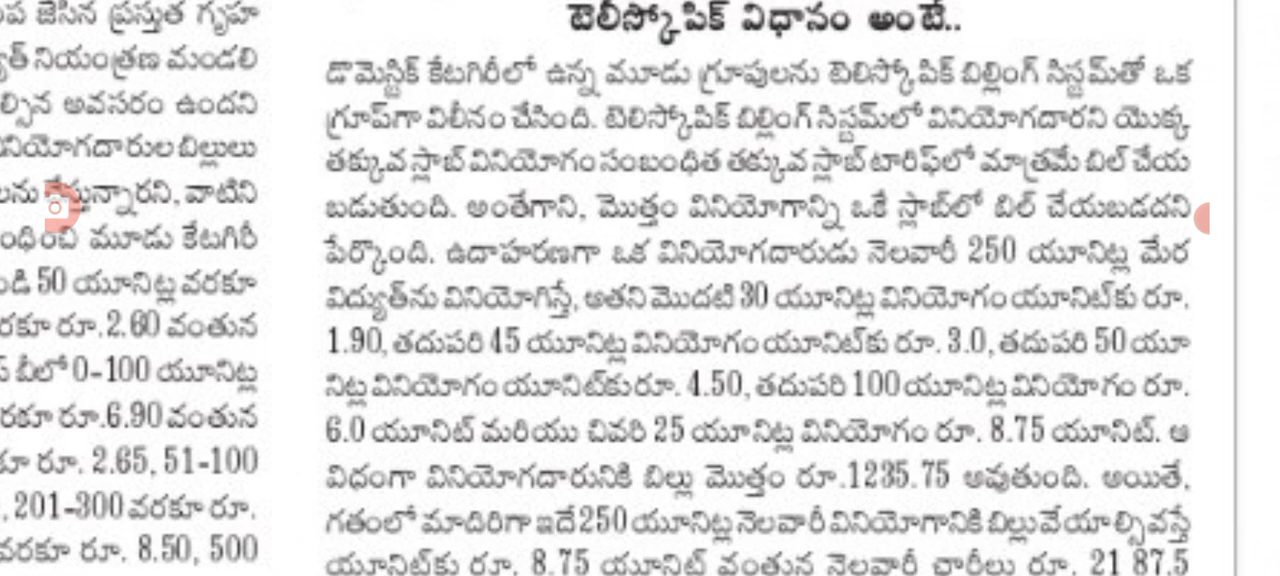 జేసిన ప్రస్తుత గృహ
నియంత్రణ మండలి
అవసరం ఉందని
వినియోగదారుల బిల్లులు
వాటిని
మూడు కేటగిరీ
50 యూనిట్ల వరకూ
రూ.2.60 వంతున
బీలో 0-100 యూనిట్ల
రూ.6.90 వంతున
రూ. 2.65, 51-100
, 201-300 వరకూ రూ.
వరకూ రూ. 8.50, 500
టెలీస్కోపిక్ విధానం అంటే..
డొమెస్టిక్ కేటగిరీలో ఉన్న మూడు గ్రూపులను టెలిస్కోపిక్ బిల్లింగ్ సిస్టమ్‌తో ఒక
గ్రూప్‌గా విలీనం చేసింది. టెలిస్కోపిక్ బిల్లింగ్ సిస్టమ్‌లో వినియోగదారని యొక్క
తక్కువ స్లాబ్ వినియోగం సంబంధిత తక్కువ స్లాబ్ టారిఫ్‌లో మాత్రమే బిల్ చేయ
బడుతుంది. అంతేగాని, మొత్తం వినియోగాన్ని ఒకే స్లాబ్‌లో బిల్ చేయబడదని
పేర్కొంది. ఉదాహరణగా ఒక వినియోగదారుడు నెలవారీ 250 యూనిట్ల మేర
విద్యుత్‌ను వినియోగిస్తే, అతని మొదటి 30 యూనిట్ల వినియోగం యూనిట్‌కు రూ.
1.90, తదుపరి 45 యూనిట్ల వినియోగం యూనిట్‌కు రూ. 3.0, తదుపరి 50 యూ
నిట్ల వినియోగం యూనిట్‌కు రూ. 4.50, తదుపరి 100 యూనిట్ల వినియోగం రూ.
6.0 యూనిట్ మరియు చివరి 25 యూనిట్ల వినియోగం రూ. 8.75 యూనిట్. ఆ
విధంగా వినియోగదారునికి బిల్లు మొత్తం రూ.1235.75 అవుతుంది. అయితే,
గతంలో మాదిరిగా ఇదే 250 యూనిట్ల నెలవారీ వినియోగానికి బిల్లు వేయాల్సి వస్తే
యూనిట్‌కు రూ. 8.75 యూనిట్ వంతున నెలవారీ చార్జీలు రూ. 21 87.5